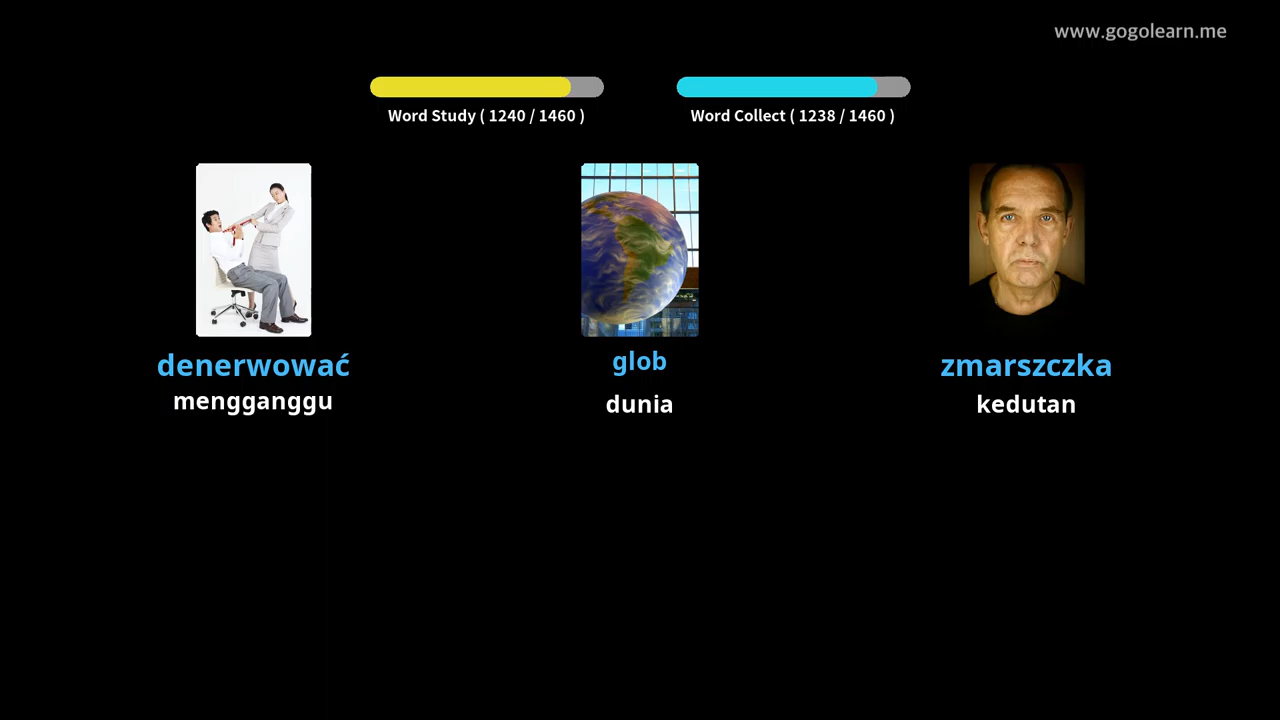 www.gogolearn.me
Word Study ( 1240 / 1460 )
Word Collect ( 1238 / 1460 )
denerwować
mengganggu
glob
dunia
zmarszczka
kedutan